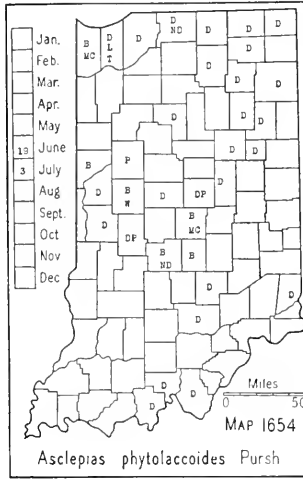 Jan.
Feb.
Mar.
Apr.
May
19 June
3 July
Aug
Sept.
Oct
Nov
Dec
B D D D ND D D D
MC L T
D
D D D
D D
D D
B P
D B W D DP D
D DP B MC
B ND B
D
D
D
D D
D
Miles
0 50
MAP 1654
Asclepias phytolaccoides Pursh